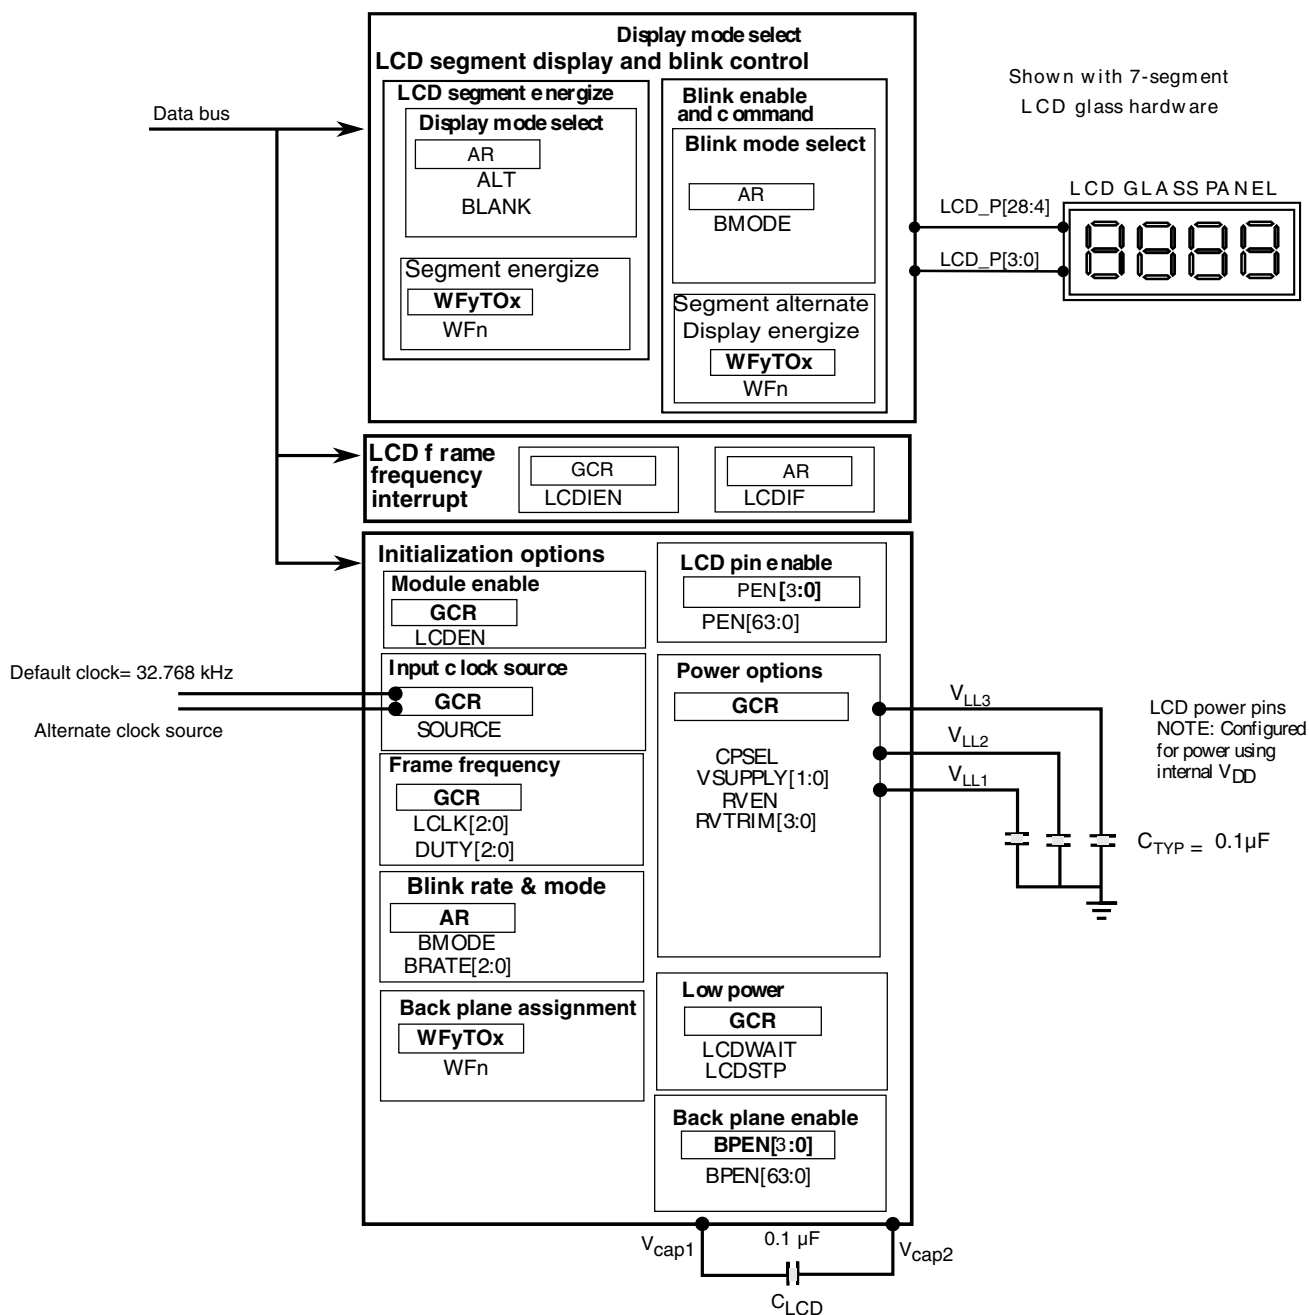 Display mode select
LCD segment display and blink control
LCD segment energize
Display mode select
AR
ALT
BLANK
Segment energize
WFyTOx
WFn
Blink enable
and command
Blink mode select
AR
BMODE
Segment alternate
Display energize
WFyTOx
WFn
Data bus
Shown with 7-segment
LCD glass hardware
LCD GLASS PANEL
LCD_P[28:4]
LCD_P[3:0]
LCD frame
frequency
interrupt
GCR
LCDIEN
AR
LCDIF
Initialization options
Module enable
GCR
LCDEN
Input clock source
GCR
SOURCE
Default clock= 32.768 kHz
Alternate clock source
Frame frequency
GCR
LCLK[2:0]
DUTY[2:0]
Blink rate & mode
AR
BMODE
BRATE[2:0]
Back plane assignment
WFyTOx
WFn
LCD pin enable
PEN[3:0]
PEN[63:0]
Power options
GCR
CPSEL
VSUPPLY[1:0]
RVEN
RVTRIM[3:0]
VLL3
VLL2
VLL1
LCD power pins
NOTE: Configured
for power using
internal VDD
CTYP = 0.1µF
Low power
GCR
LCDWAIT
LCDSTP
Back plane enable
BPEN[3:0]
BPEN[63:0]
Vcap1
0.1 µF
Vcap2
CLCD